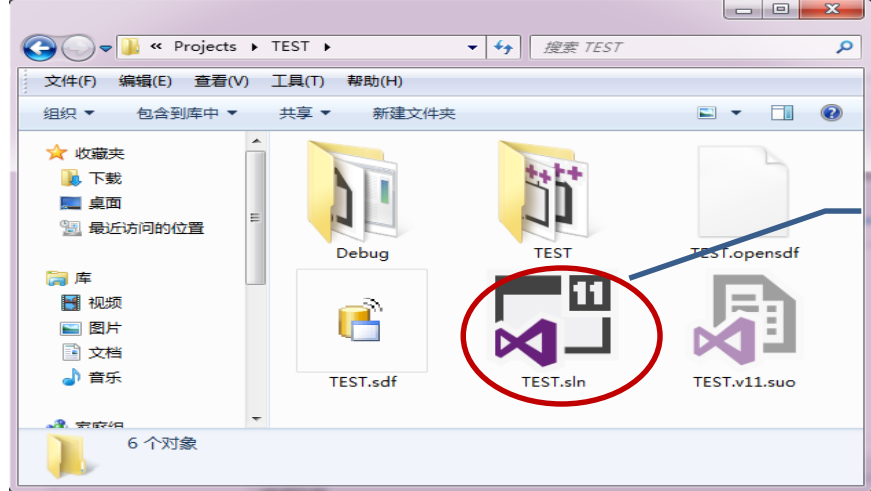 « Projects ▸ TEST ▸
搜索 TEST
文件(F) 编辑(E) 查看(V) 工具(T) 帮助(H)
组织 包含到库中 共享 新建文件夹
收藏夹
下载
桌面
最近访问的位置
库
视频
图片
文档
音乐
家庭组
Debug
TEST
TEST.opensdf
TEST.sdf
11
TEST.sln
TEST.v11.suo
6 个对象